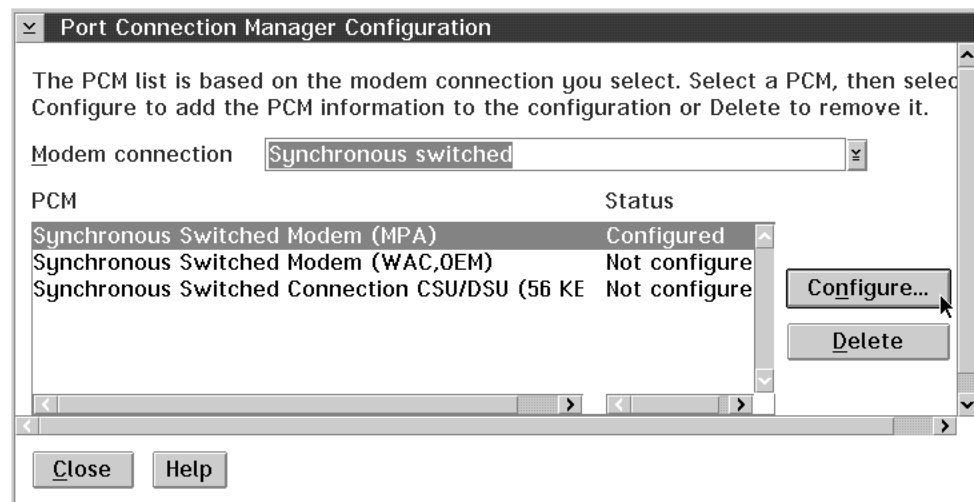 Port Connection Manager Configuration
The PCM list is based on the modem connection you select. Select a PCM, then selec
Configure to add the PCM information to the configuration or Delete to remove it.
Modem connection Synchronous switched
PCM Status
Synchronous Switched Modem (MPA) Configured
Synchronous Switched Modem (WAC,OEM) Not configure
Synchronous Switched Connection CSU/DSU (56 KE Not configure
Configure...
Delete
Close Help